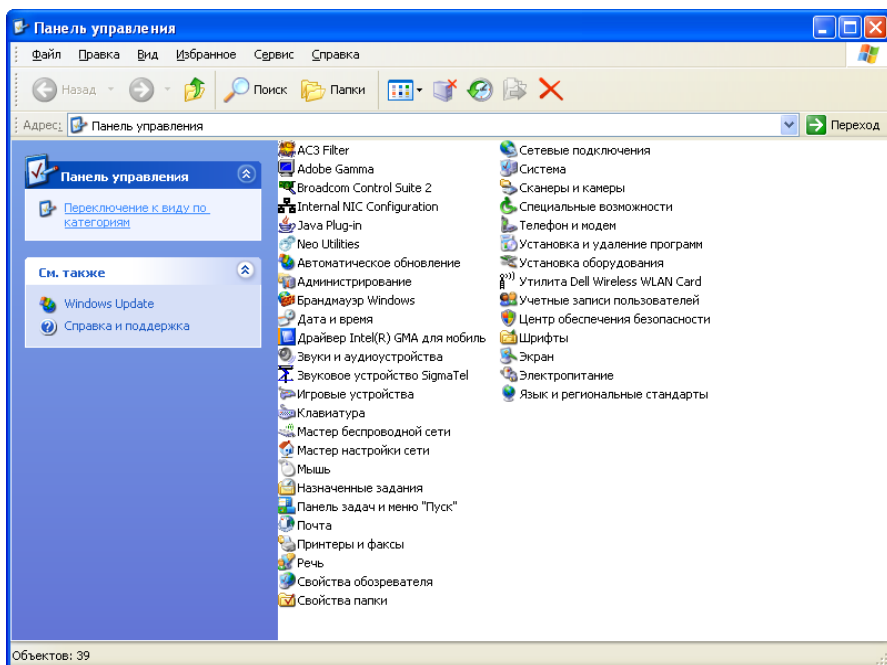 Панель управления
Файл Правка Вид Избранное Сервис Справка
Назад Поиск Папки
Адрес: Панель управления Переход
Панель управления
Переключение к виду по
категориям
См. также
Windows Update
Справка и поддержка
AC3 Filter
Adobe Gamma
Broadcom Control Suite 2
Internal NIC Configuration
Java Plug-in
Neo Utilities
Автоматическое обновление
Администрирование
Брандмауэр Windows
Дата и время
Драйвер Intel(R) GMA для мобиль
Звуки и аудиоустройства
Звуковое устройство SigmaTel
Игровые устройства
Клавиатура
Мастер беспроводной сети
Мастер настройки сети
Мышь
Назначенные задания
Панель задач и меню "Пуск"
Почта
Принтеры и факсы
Речь
Свойства обозревателя
Свойства папки
Сетевые подключения
Система
Сканеры и камеры
Специальные возможности
Телефон и модем
Установка и удаление программ
Установка оборудования
Утилита Dell Wireless WLAN Card
Учетные записи пользователей
Центр обеспечения безопасности
Шрифты
Экран
Электропитание
Язык и региональные стандарты
Объектов: 39